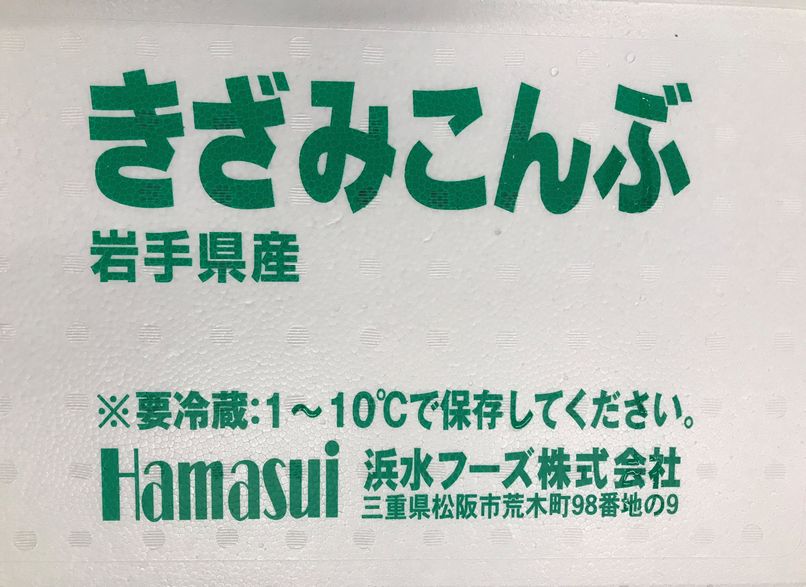 きざみこんぶ
岩手県産
※要冷蔵:1～10℃で保存してください。
Hamasui 浜水フーズ株式会社
三重県松阪市荒木町98番地の9